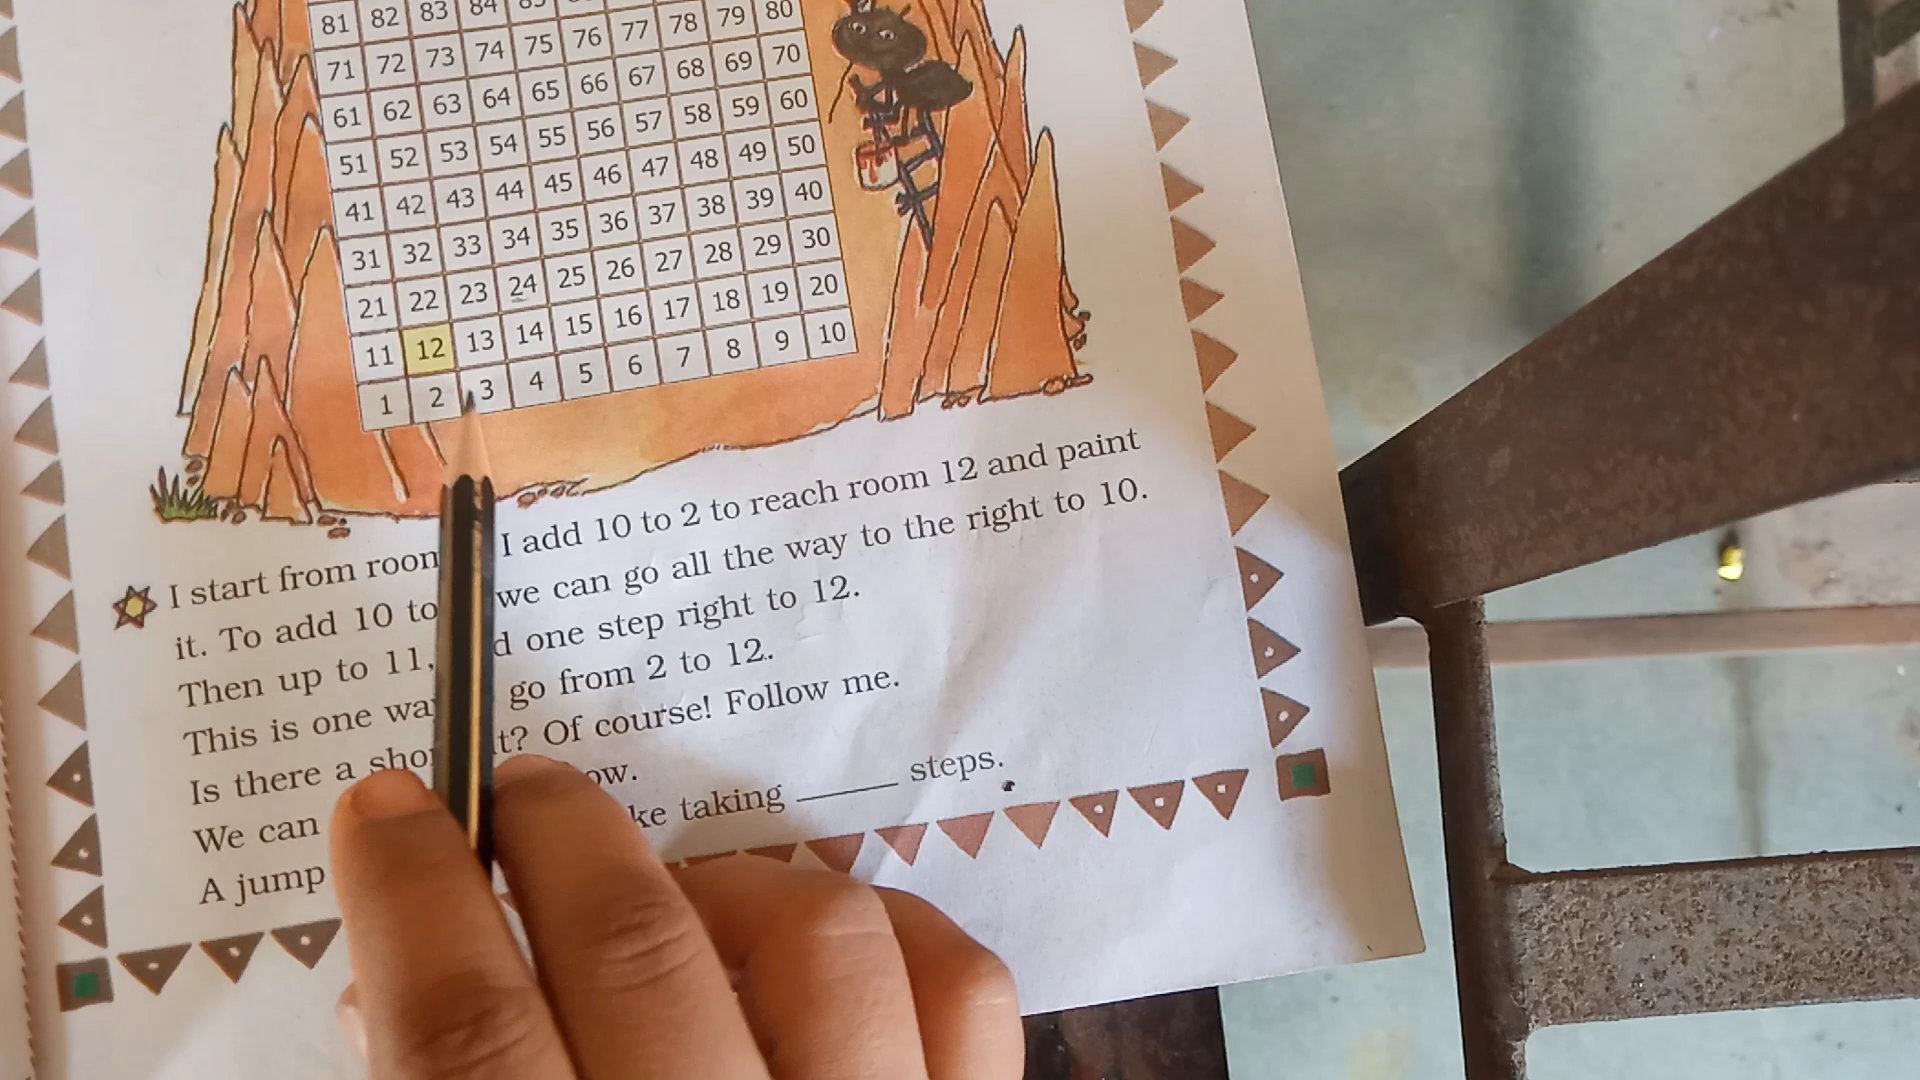 81 82 83 84
71 72 73 74 75 76 77 78 79 80
61 62 63 64 65 66 67 68 69 70
51 52 53 54 55 56 57 58 59 60
41 42 43 44 45 46 47 48 49 50
31 32 33 34 35 36 37 38 39 40
21 22 23 24 25 26 27 28 29 30
11 12 13 14 15 16 17 18 19 20
1 2 3 4 5 6 7 8 9 10
I start from I add 10 to 2 to reach room 12 and paint
it. To add 10 to we can go all the way to the right to 10.
Then up to 11, one step right to 12.
This is one go from 2 to 12.
Is there a Of course! Follow me.
We can
A jump taking _____ steps.